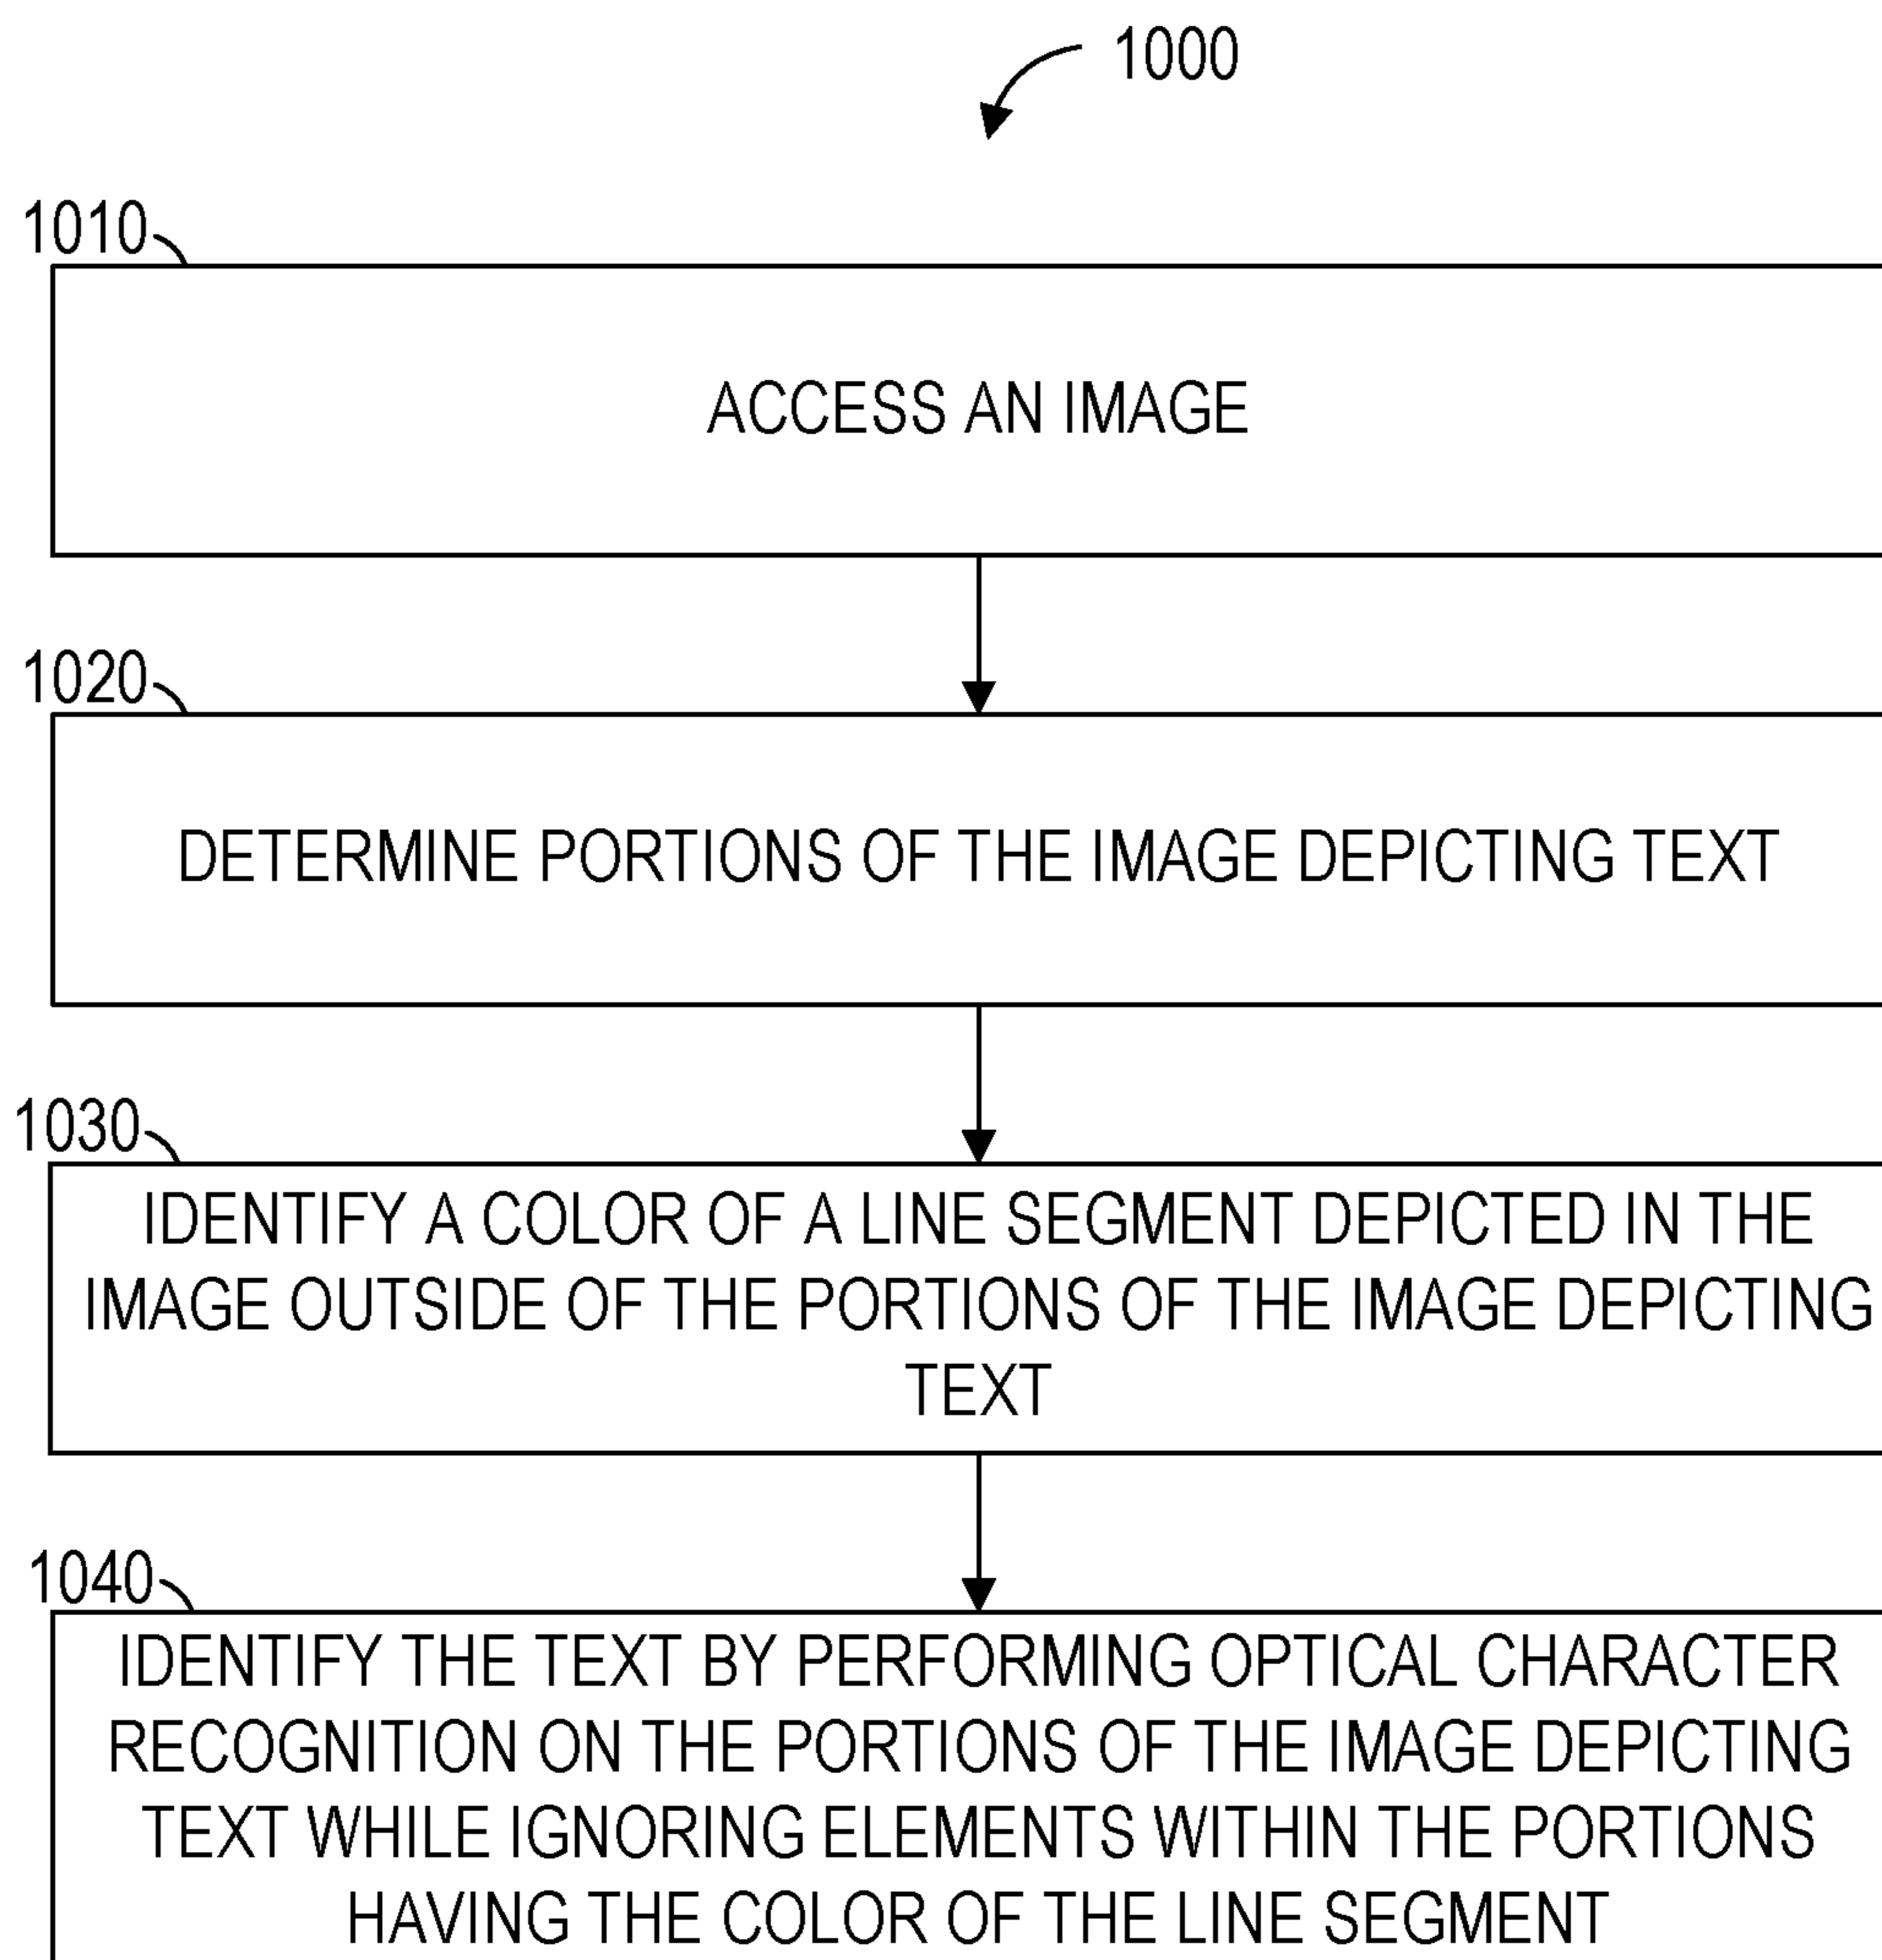 1000
1010
ACCESS AN IMAGE
1020
DETERMINE PORTIONS OF THE IMAGE DEPICTING TEXT
1030
IDENTIFY A COLOR OF A LINE SEGMENT DEPICTED IN THE
IMAGE OUTSIDE OF THE PORTIONS OF THE IMAGE DEPICTING
TEXT
1040
IDENTIFY THE TEXT BY PERFORMING OPTICAL CHARACTER
RECOGNITION ON THE PORTIONS OF THE IMAGE DEPICTING
TEXT WHILE IGNORING ELEMENTS WITHIN THE PORTIONS
HAVING THE COLOR OF THE LINE SEGMENT